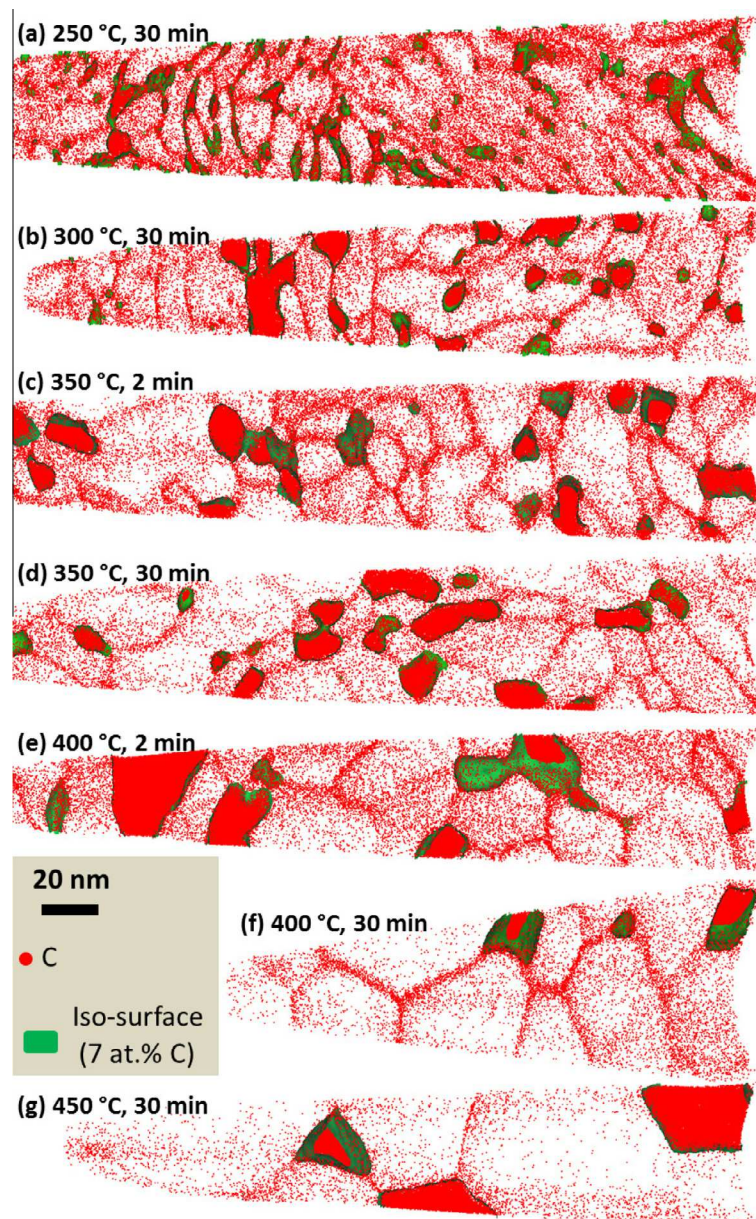 (a) 250 °C, 30 min
(b) 300 °C, 30 min
(c) 350 °C, 2 min
(d) 350 °C, 30 min
(e) 400 °C, 2 min
20 nm
C
Iso-surface
(7 at.% C)
(f) 400 °C, 30 min
(g) 450 °C, 30 min